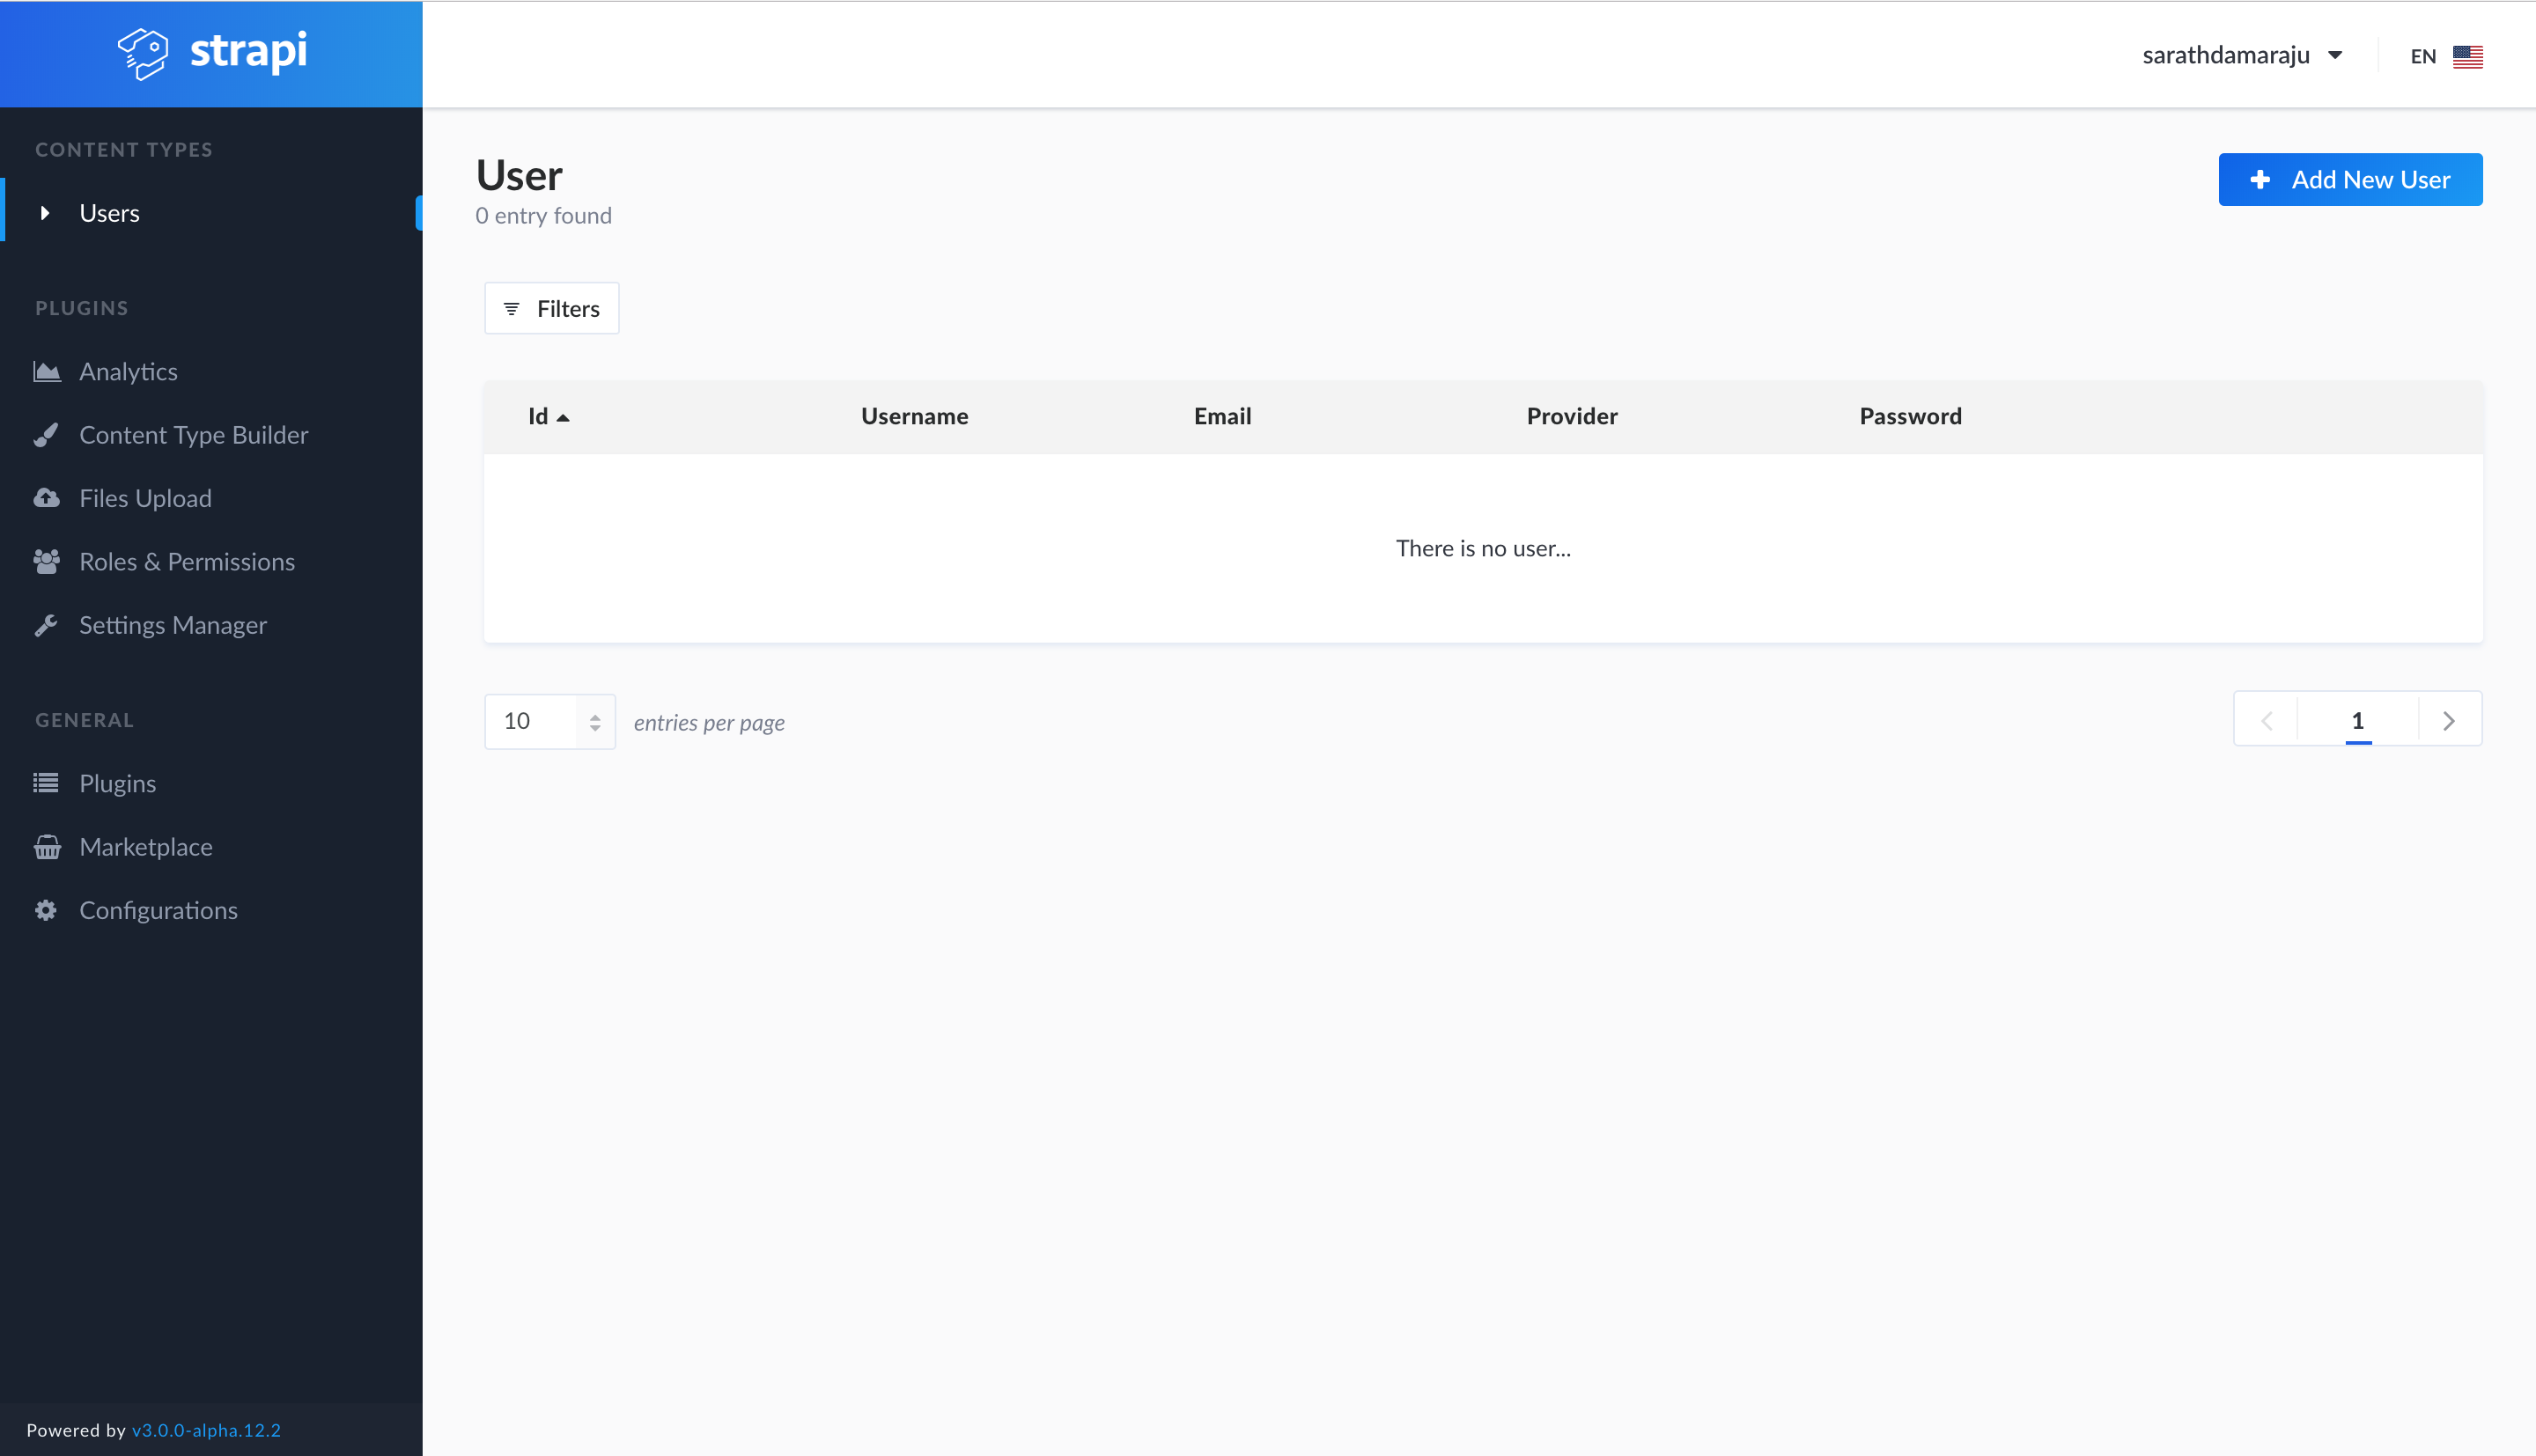 strapi
sarathdamaraju
EN
CONTENT TYPES
Users
PLUGINS
Analytics
Content Type Builder
Files Upload
Roles & Permissions
Settings Manager
GENERAL
Plugins
Marketplace
Configurations
Powered by v3.0.0-alpha.12.2
User
0 entry found
Add New User
Filters
Id Username Email Provider Password
There is no user...
10 entries per page
1